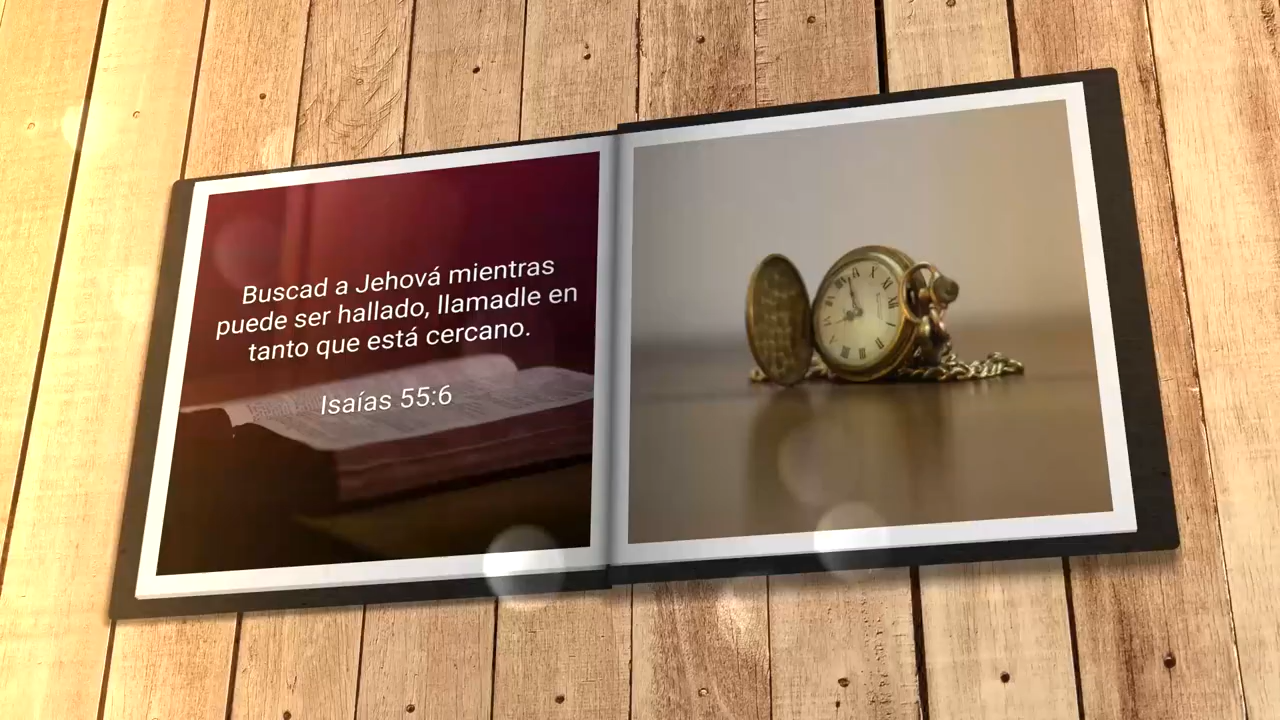 Buscad a Jehová mientras
puede ser hallado, llamadle en
tanto que está cercano.
Isaías 55:6